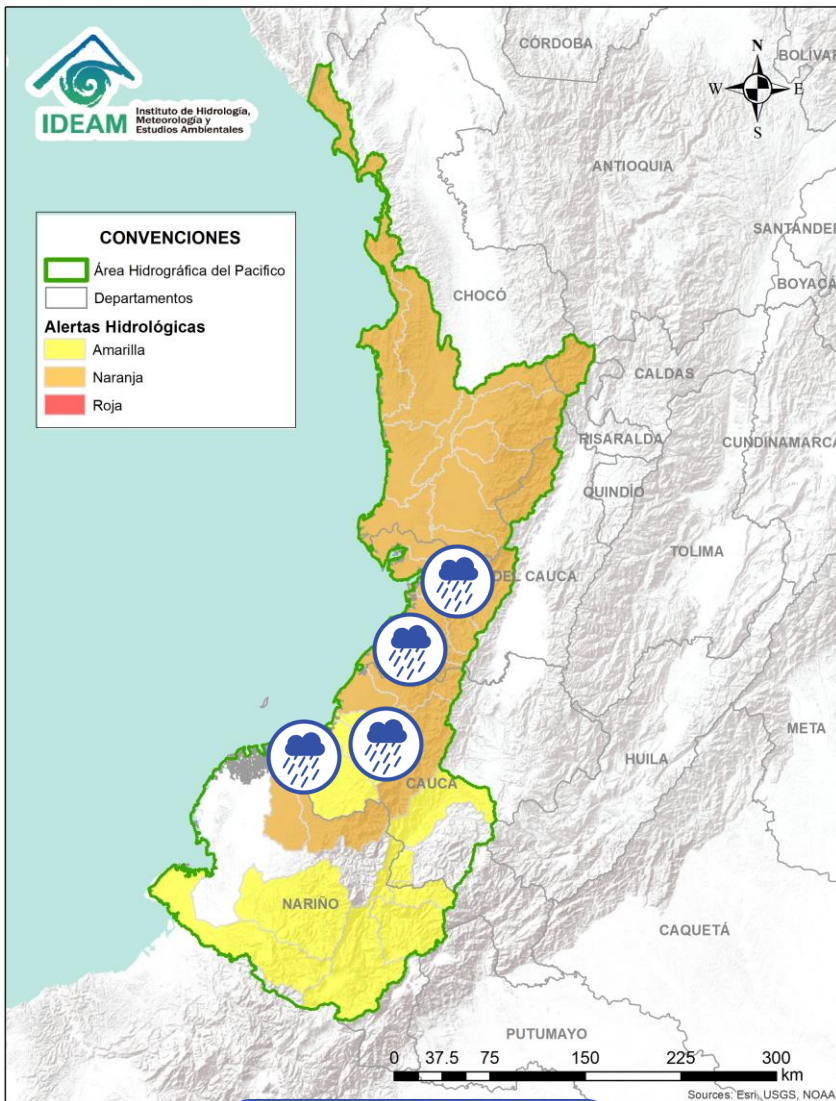 IDEAM
Instituto de Hidrología,
Meteorología y
Estudios Ambientales
CÓRDOBA
BOLÍVAR
N
W E
S
ANTIOQUIA
SANTANDER
BOYACÁ
CONVENCIONES
Área Hidrográfica del Pacifico
Departamentos
Alertas Hidrológicas
Amarilla
Naranja
Roja
CHOCÓ
CALDAS
RISARALDA
CUNDINAMARCA
QUINDÍO
TOLIMA
DEL CAUCA
META
HUILA
CAUCA
NARIÑO
CAQUETÁ
PUTUMAYO
0 37.5 75 150 225 300
km
Sources: Esri, USGS, NOAA